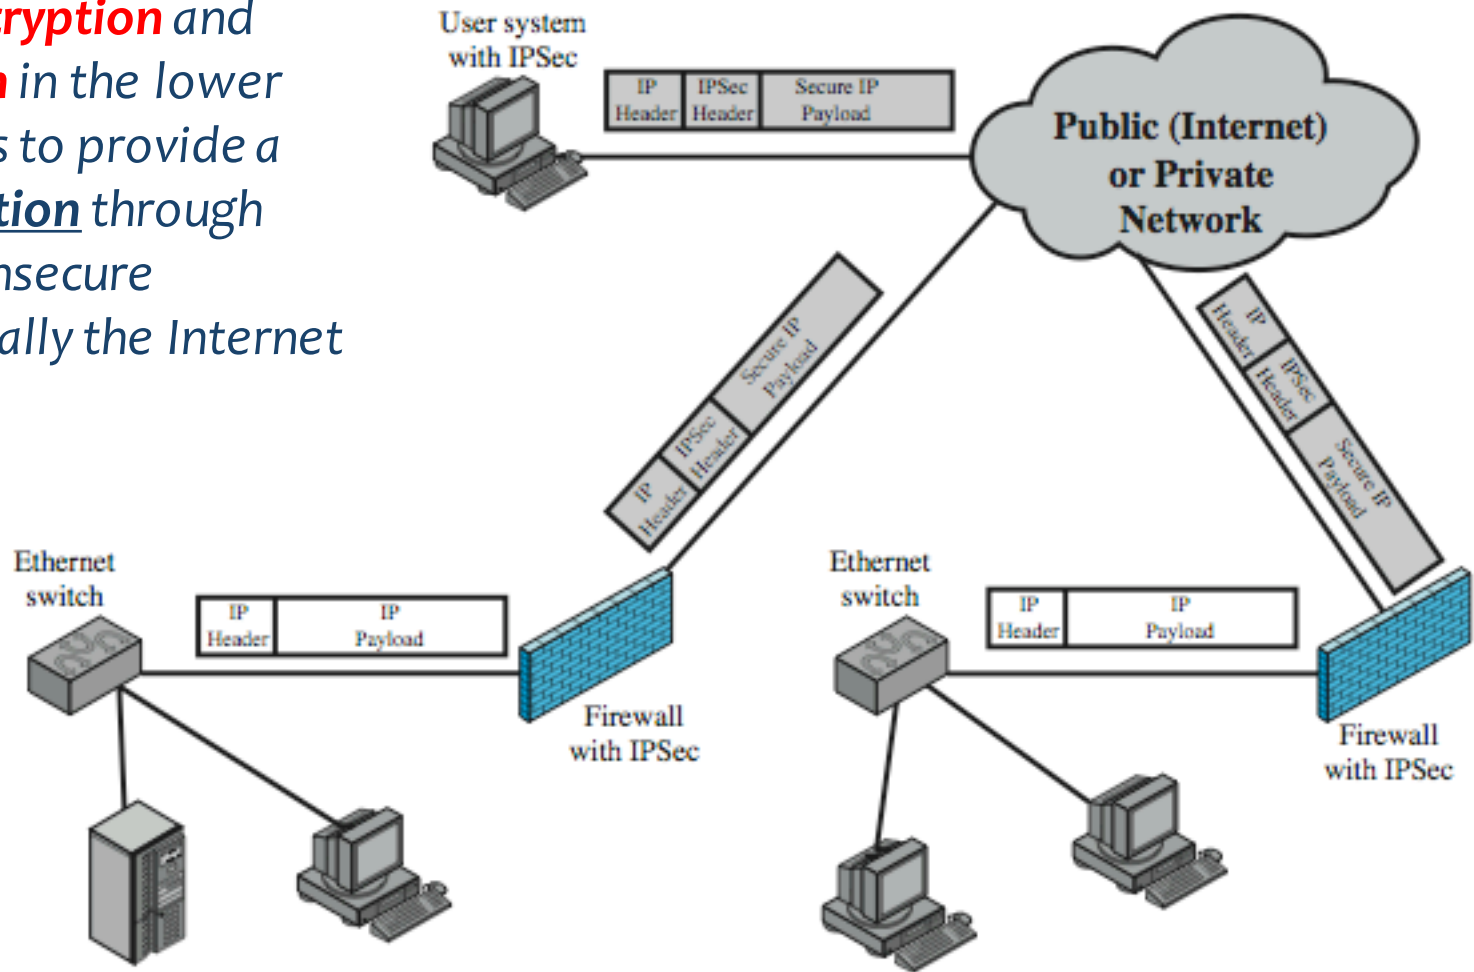 cryption and
n in the lower
s to provide a
tion through
nsecure
ally the Internet
User system
with IPSec
IP
Header
IPSec
Header
Secure IP
Payload
Public (Internet)
or Private
Network
IP
Header
IPSec
Header
Secure IP
Payload
IP
Header
IPSec
Header
Secure IP
Payload
Ethernet
switch
IP
Header
IP
Payload
Firewall
with IPSec
Ethernet
switch
IP
Header
IP
Payload
Firewall
with IPSec